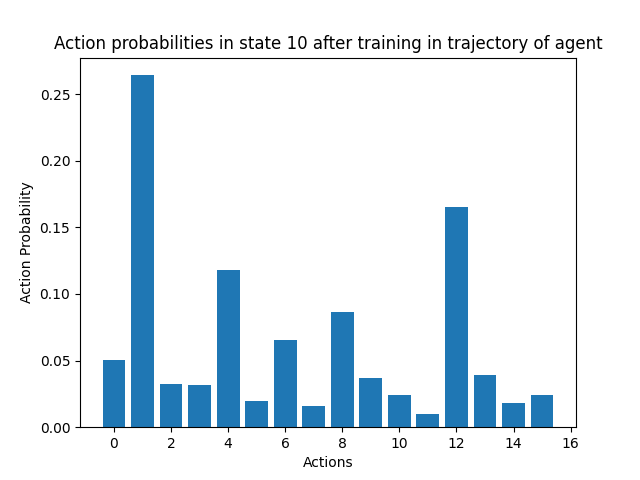 Action probabilities in state 10 after training in trajectory of agent
0.25
0.20
0.15
0.10
0.05
0.00
Action Probability
0 2 4 6 8 10 12 14 16
Actions